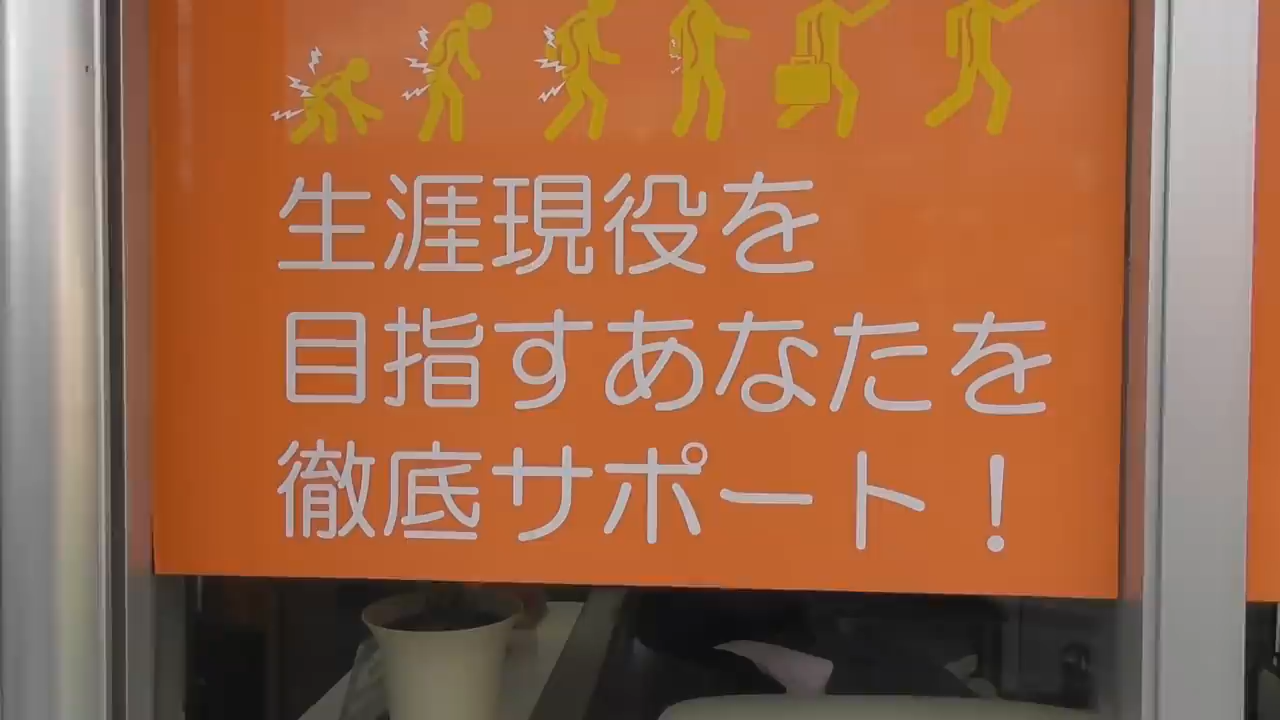 生涯現役を
目指すあなたを
徹底サポート！